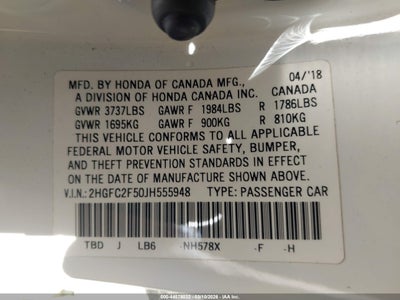 MFD. BY HONDA OF CANADA MFG., 04/'18
A DIVISION OF HONDA CANADA INC. CANADA
GVWR 3737LBS GAWR F 1984LBS R 1786LBS
GVWR 1695KG GAWR F 900KG R 810KG
THIS VEHICLE CONFORMS TO ALL APPLICABLE
FEDERAL MOTOR VEHICLE SAFETY, BUMPER,
AND THEFT PREVENTION STANDARDS IN EFFECT
ON THE DATE OF MANUFACTURE SHOWN ABOVE.
V.I.N.: 2HGFC2F50JH555948 TYPE: PASSENGER CAR
TBD J LB6 -NH578X -F -H